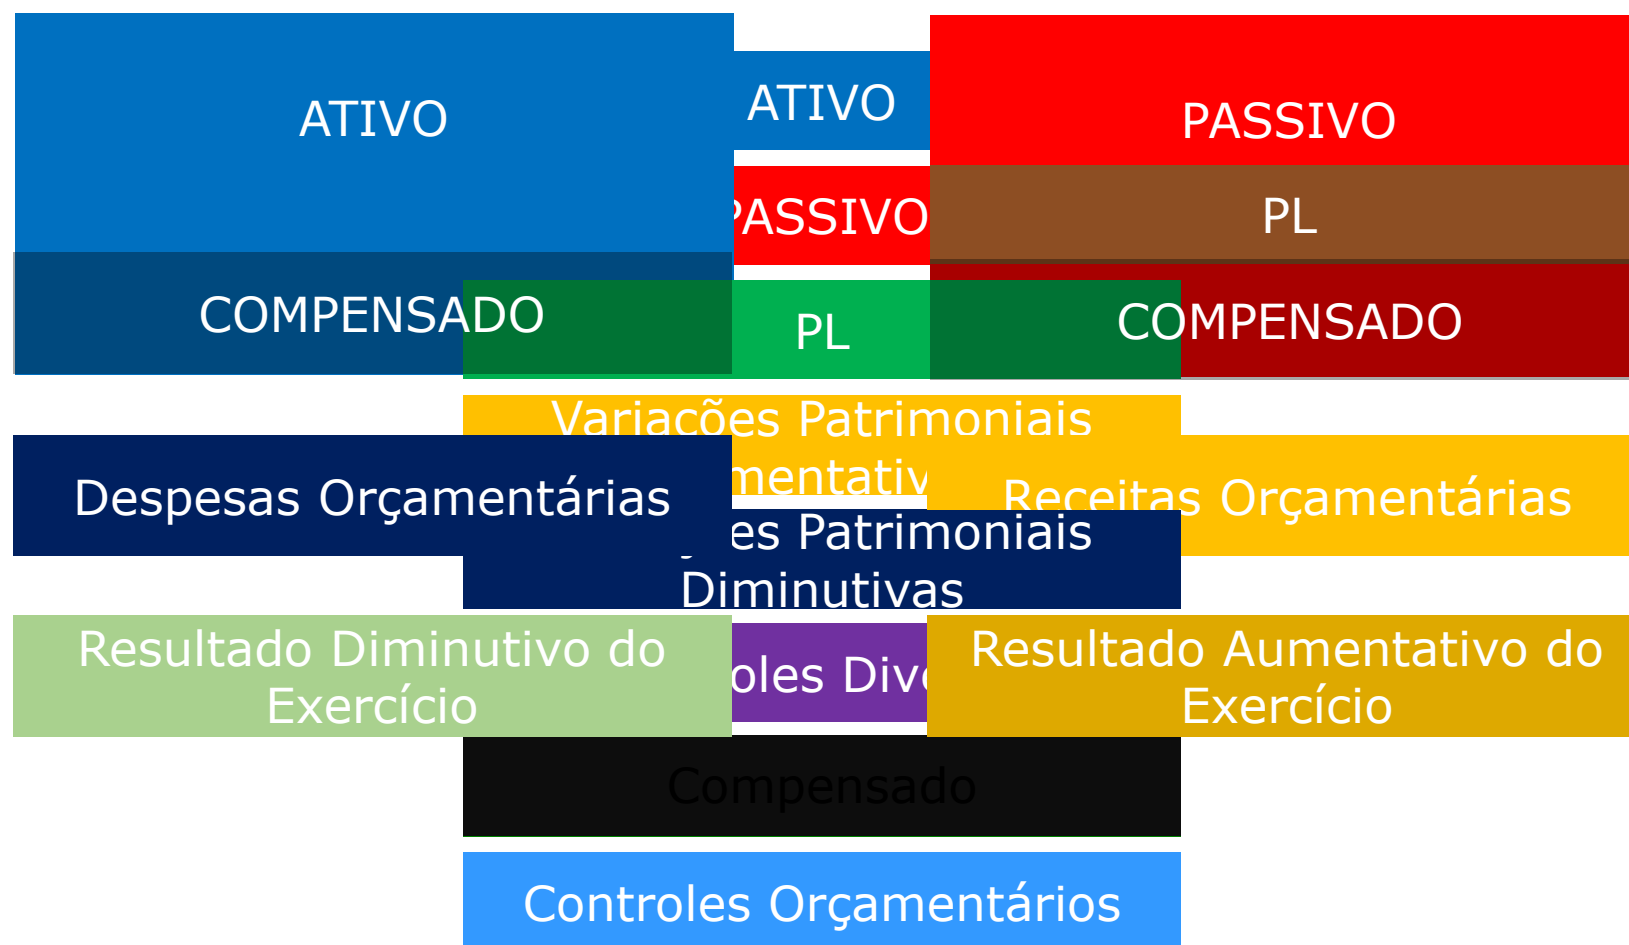 ATIVO
ATIVO
PASSIVO
PASSIVO
PL
COMPENSADO
PL
COMPENSADO
Variações Patrimoniais
Despesas Orçamentárias
Receitas Orçamentárias
Patrimoniais
Diminutivas
Resultado Diminutivo do
Exercício
Resultado Aumentativo do
Exercício
Compensado
Controles Orçamentários